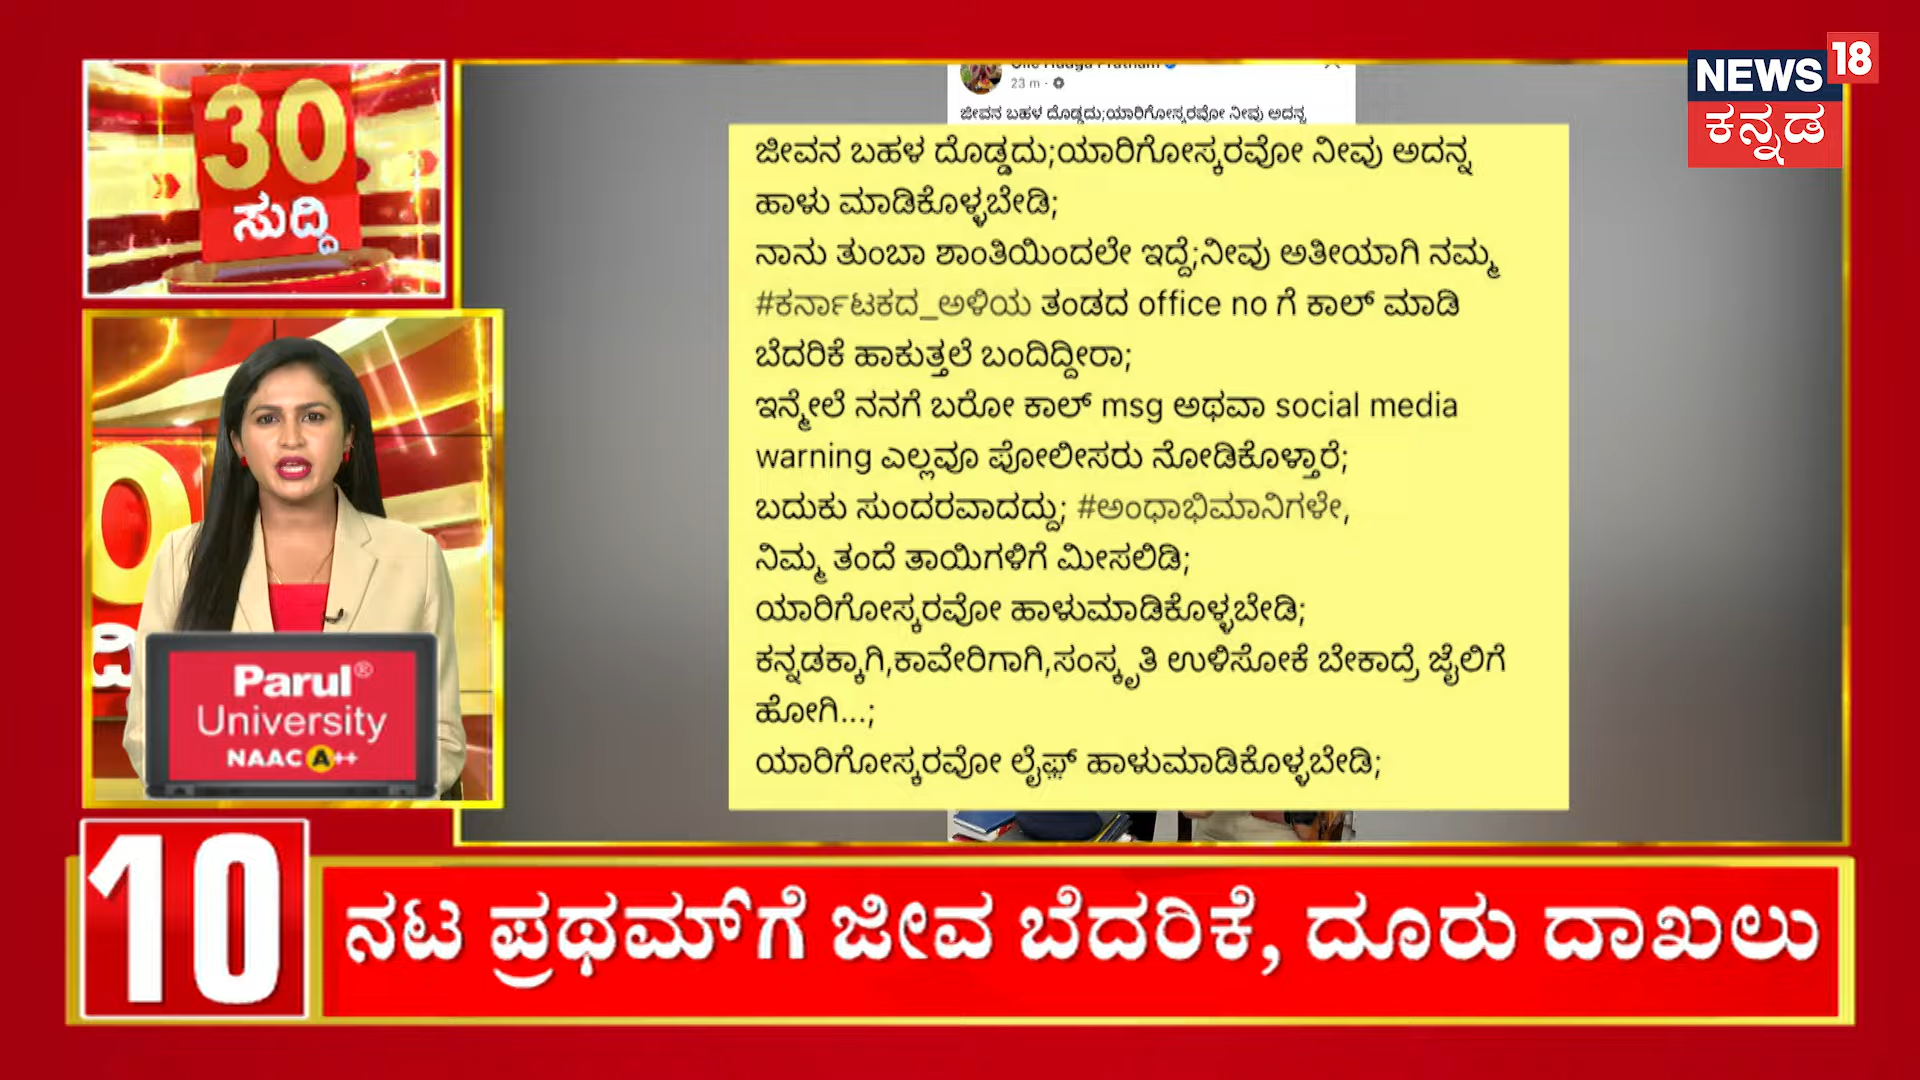 NEWS 18
ಕನ್ನಡ
30
ಸುದ್ದಿ
23 m
ಜೀವನ ಬಹಳ ದೊಡ್ಡದು;ಯಾರಿಗೋಸ್ಕರವೋ ನೀವು ಅದನ್ನ
ಜೀವನ ಬಹಳ ದೊಡ್ಡದು;ಯಾರಿಗೋಸ್ಕರವೋ ನೀವು ಅದನ್ನ
ಹಾಳು ಮಾಡಿಕೊಳ್ಳಬೇಡಿ;
ನಾನು ತುಂಬಾ ಶಾಂತಿಯಿಂದಲೇ ಇದ್ದೆ;ನೀವು ಅತೀಯಾಗಿ ನಮ್ಮ
#ಕರ್ನಾಟಕದ_ಅಳಿಯ ತಂಡದ office no ಗೆ ಕಾಲ್ ಮಾಡಿ
ಬೆದರಿಕೆ ಹಾಕುತ್ತಲೆ ಬಂದಿದ್ದೀರಾ;
ಇನ್ಮೇಲೆ ನನಗೆ ಬರೋ ಕಾಲ್ msg ಅಥವಾ social media
warning ಎಲ್ಲವೂ ಪೋಲೀಸರು ನೋಡಿಕೊಳ್ತಾರೆ;
ಬದುಕು ಸುಂದರವಾದದ್ದು; #ಅಂಧಾಭಿಮಾನಿಗಳೇ,
ನಿಮ್ಮ ತಂದೆ ತಾಯಿಗಳಿಗೆ ಮೀಸಲಿಡಿ;
ಯಾರಿಗೋಸ್ಕರವೋ ಹಾಳುಮಾಡಿಕೊಳ್ಳಬೇಡಿ;
ಕನ್ನಡಕ್ಕಾಗಿ,ಕಾವೇರಿಗಾಗಿ,ಸಂಸ್ಕೃತಿ ಉಳಿಸೋಕೆ ಬೇಕಾದ್ರೆ ಜೈಲಿಗೆ
ಹೋಗಿ...;
ಯಾರಿಗೋಸ್ಕರವೋ ಲೈಫ಼್ ಹಾಳುಮಾಡಿಕೊಳ್ಳಬೇಡಿ;
Parul®
University
NAAC A++
10
ನಟ ಪ್ರಥಮ್‌ಗೆ ಜೀವ ಬೆದರಿಕೆ, ದೂರು ದಾಖಲು